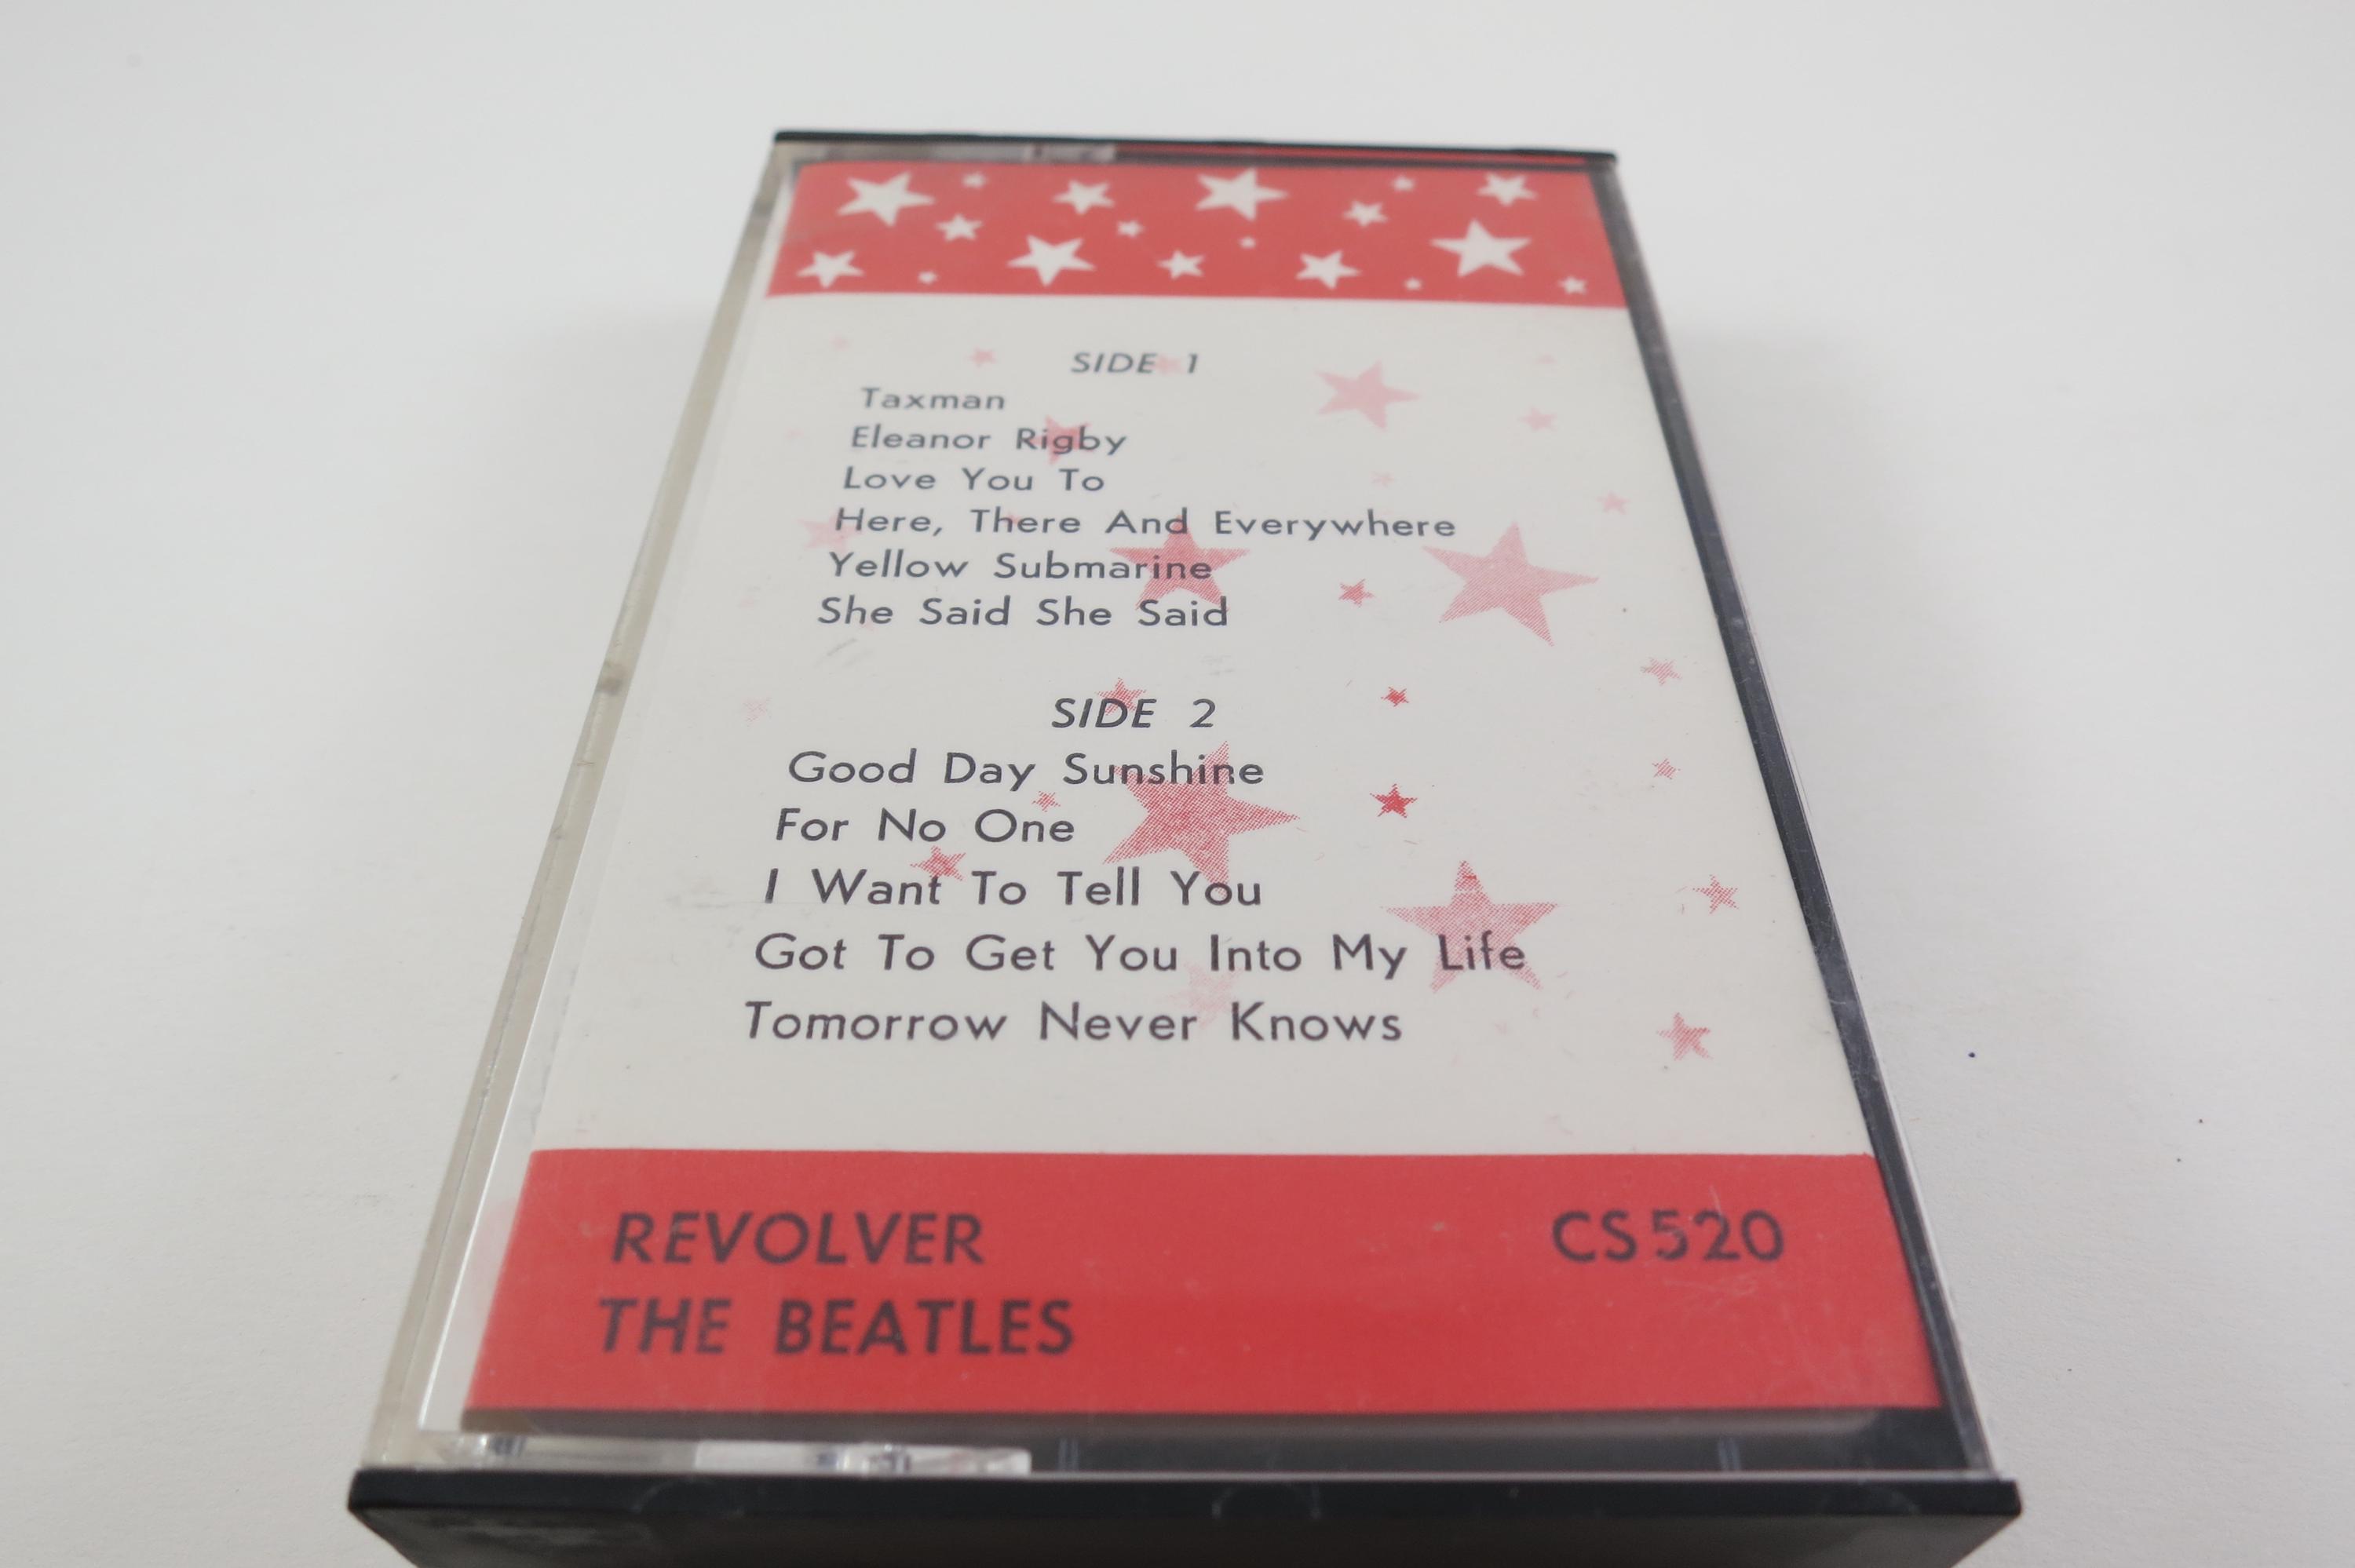 SIDE 1
Taxman
Eleanor Rigby
Love You To
Here, There And Everywhere
Yellow Submarine
She Said She Said
SIDE 2
Good Day Sunshine
For No One
I Want To Tell You
Got To Get You Into My Life
Tomorrow Never Knows
REVOLVER CS520
THE BEATLES